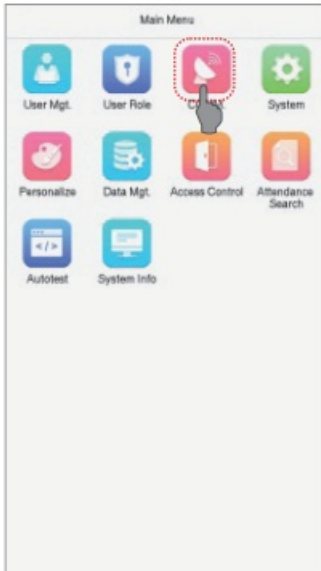 Main Menu
User Mgt.
User Role
System
Personalize
Data Mgt.
Access Control
Attendance
Search
</>
Autotest
System Info